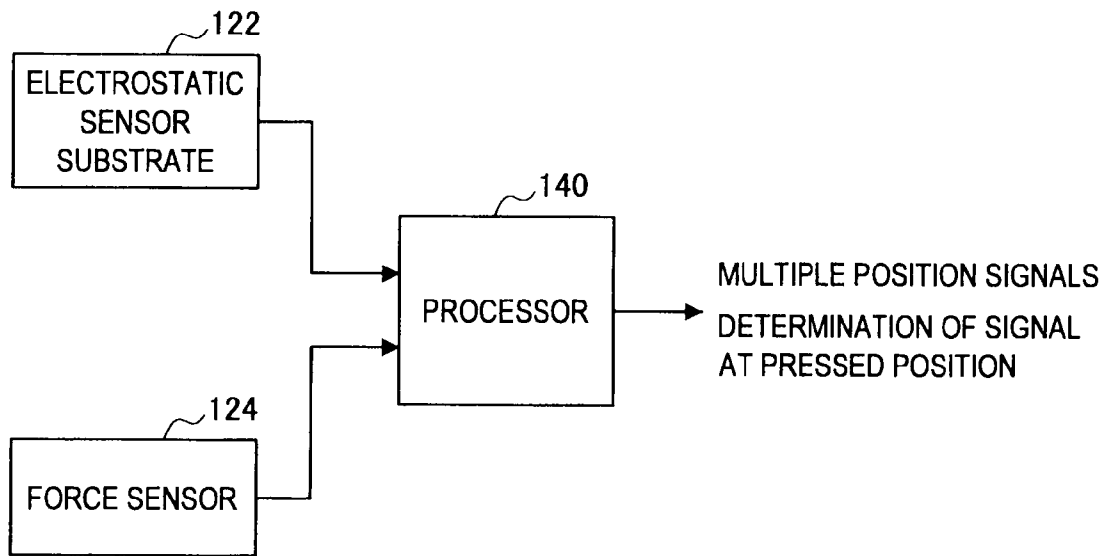 122
ELECTROSTATIC
SENSOR
SUBSTRATE
140
PROCESSOR
MULTIPLE POSITION SIGNALS
DETERMINATION OF SIGNAL
AT PRESSED POSITION
124
FORCE SENSOR